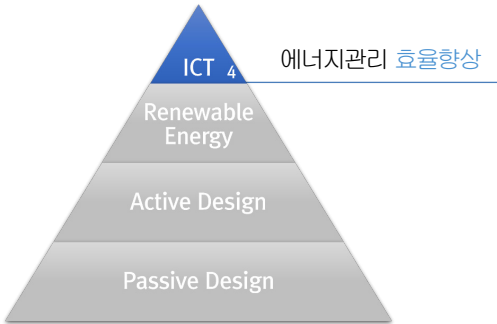 ICT 4
에너지관리 효율향상
Renewable
Energy
Active Design
Passive Design